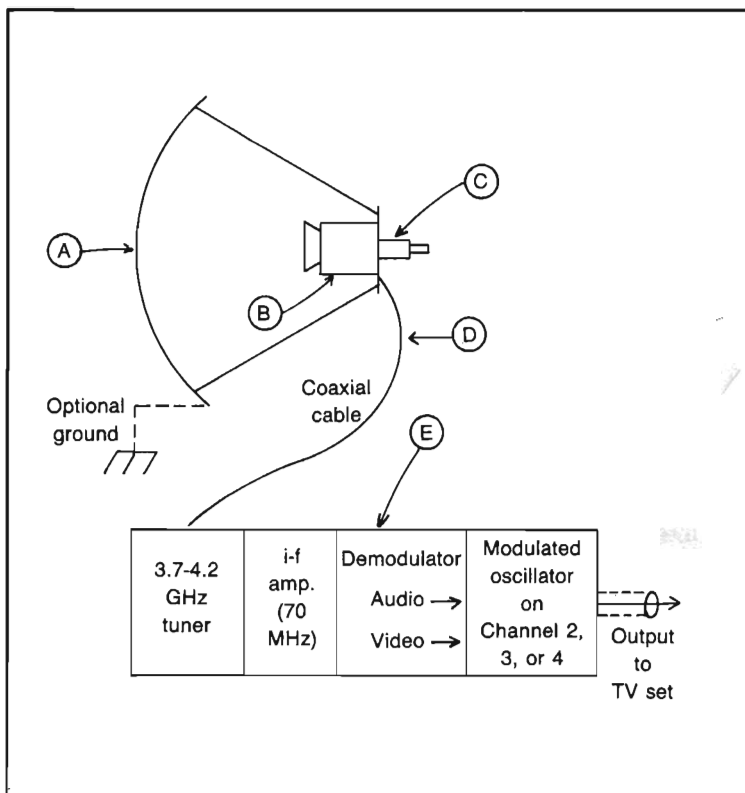 C
A
B
D
Optional
ground
Coaxial
cable
E
3.7-4.2
GHz
tuner
i-f
amp.
(70
MHz)
Demodulator
Audio
Video
Modulated
oscillator
on
Channel 2,
3, or 4
Output
to
TV set